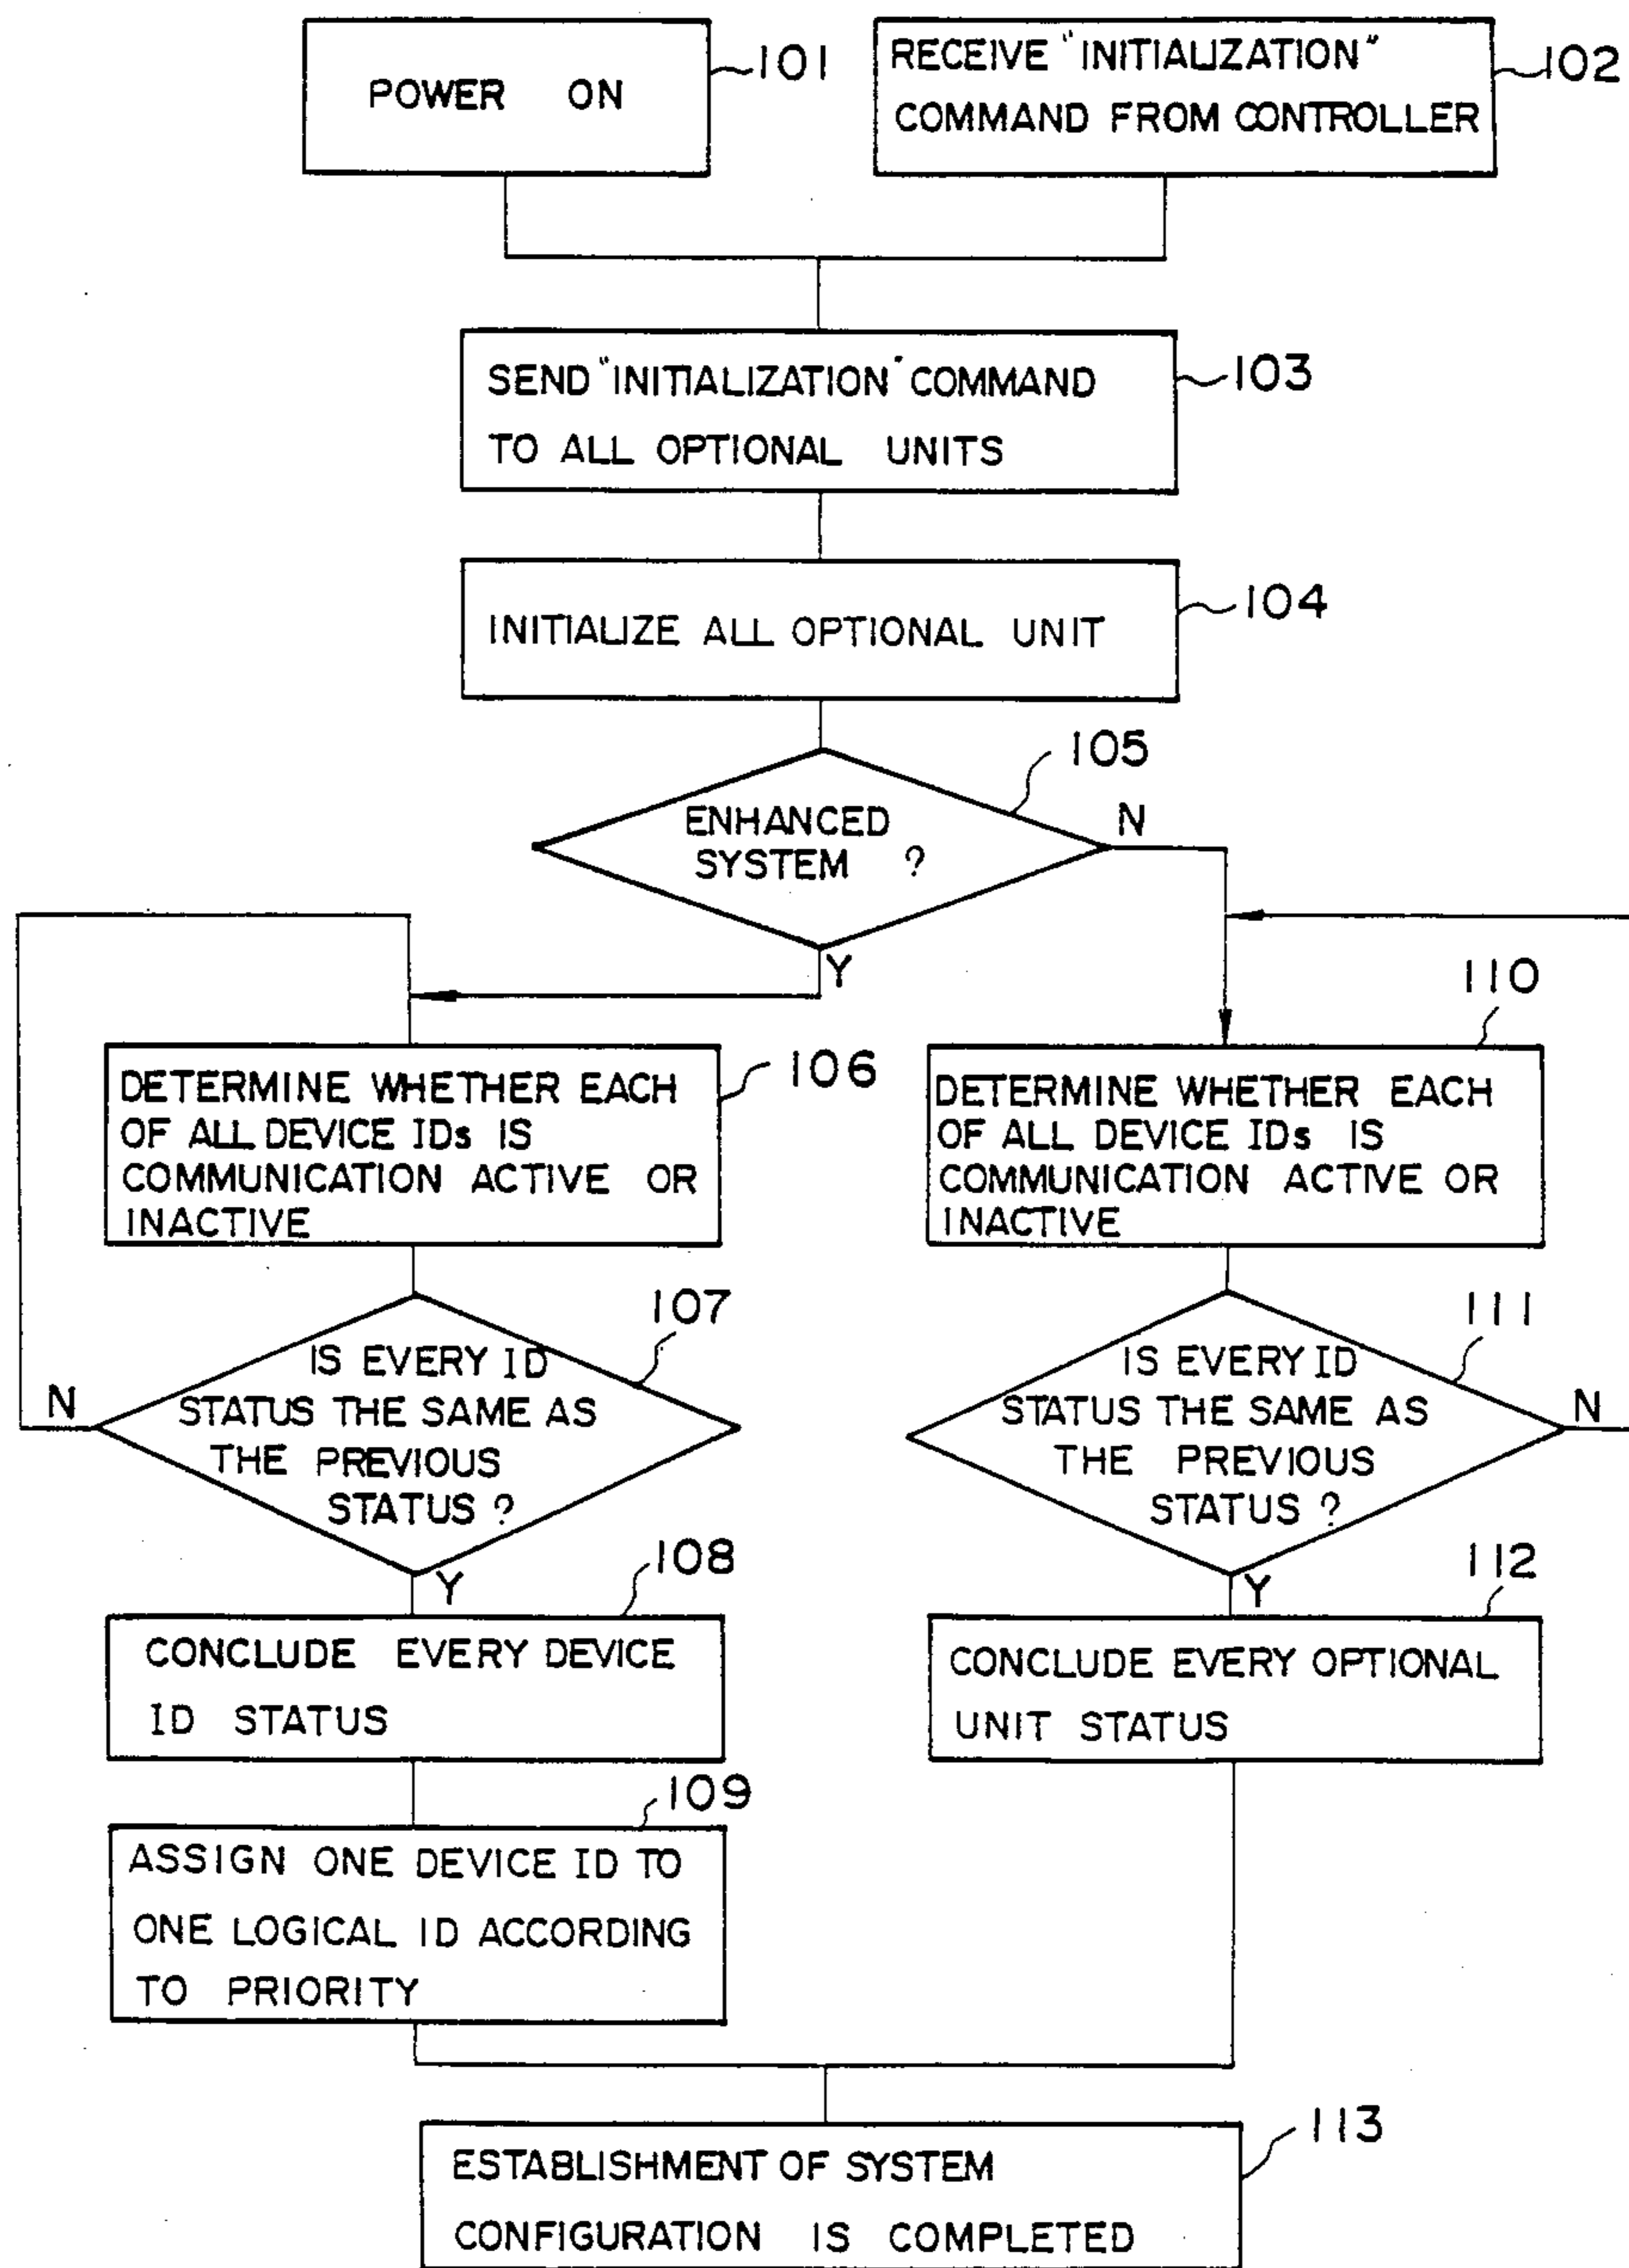 POWER ON
101
RECEIVE "INITIALIZATION"
COMMAND FROM CONTROLLER
102
SEND "INITIALIZATION" COMMAND
TO ALL OPTIONAL UNITS
103
INITIALIZE ALL OPTIONAL UNIT
104
105
ENHANCED
SYSTEM ?
N
Y
106
DETERMINE WHETHER EACH
OF ALL DEVICE IDs IS
COMMUNICATION ACTIVE OR
INACTIVE
110
DETERMINE WHETHER EACH
OF ALL DEVICE IDs IS
COMMUNICATION ACTIVE OR
INACTIVE
107
IS EVERY ID
STATUS THE SAME AS
THE PREVIOUS
STATUS ?
N
Y
111
IS EVERY ID
STATUS THE SAME AS
THE PREVIOUS
STATUS ?
N
Y
108
CONCLUDE EVERY DEVICE
ID STATUS
112
CONCLUDE EVERY OPTIONAL
UNIT STATUS
109
ASSIGN ONE DEVICE ID TO
ONE LOGICAL ID ACCORDING
TO PRIORITY
113
ESTABLISHMENT OF SYSTEM
CONFIGURATION IS COMPLETED